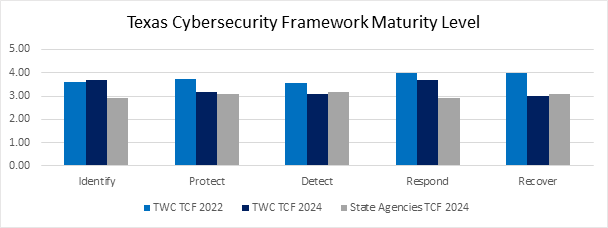 Texas Cybersecurity Framework Maturity Level
5.00
4.00
3.00
2.00
1.00
0.00
Identify Protect Detect Respond Recover
TWC TCF 2022 TWC TCF 2024 State Agencies TCF 2024